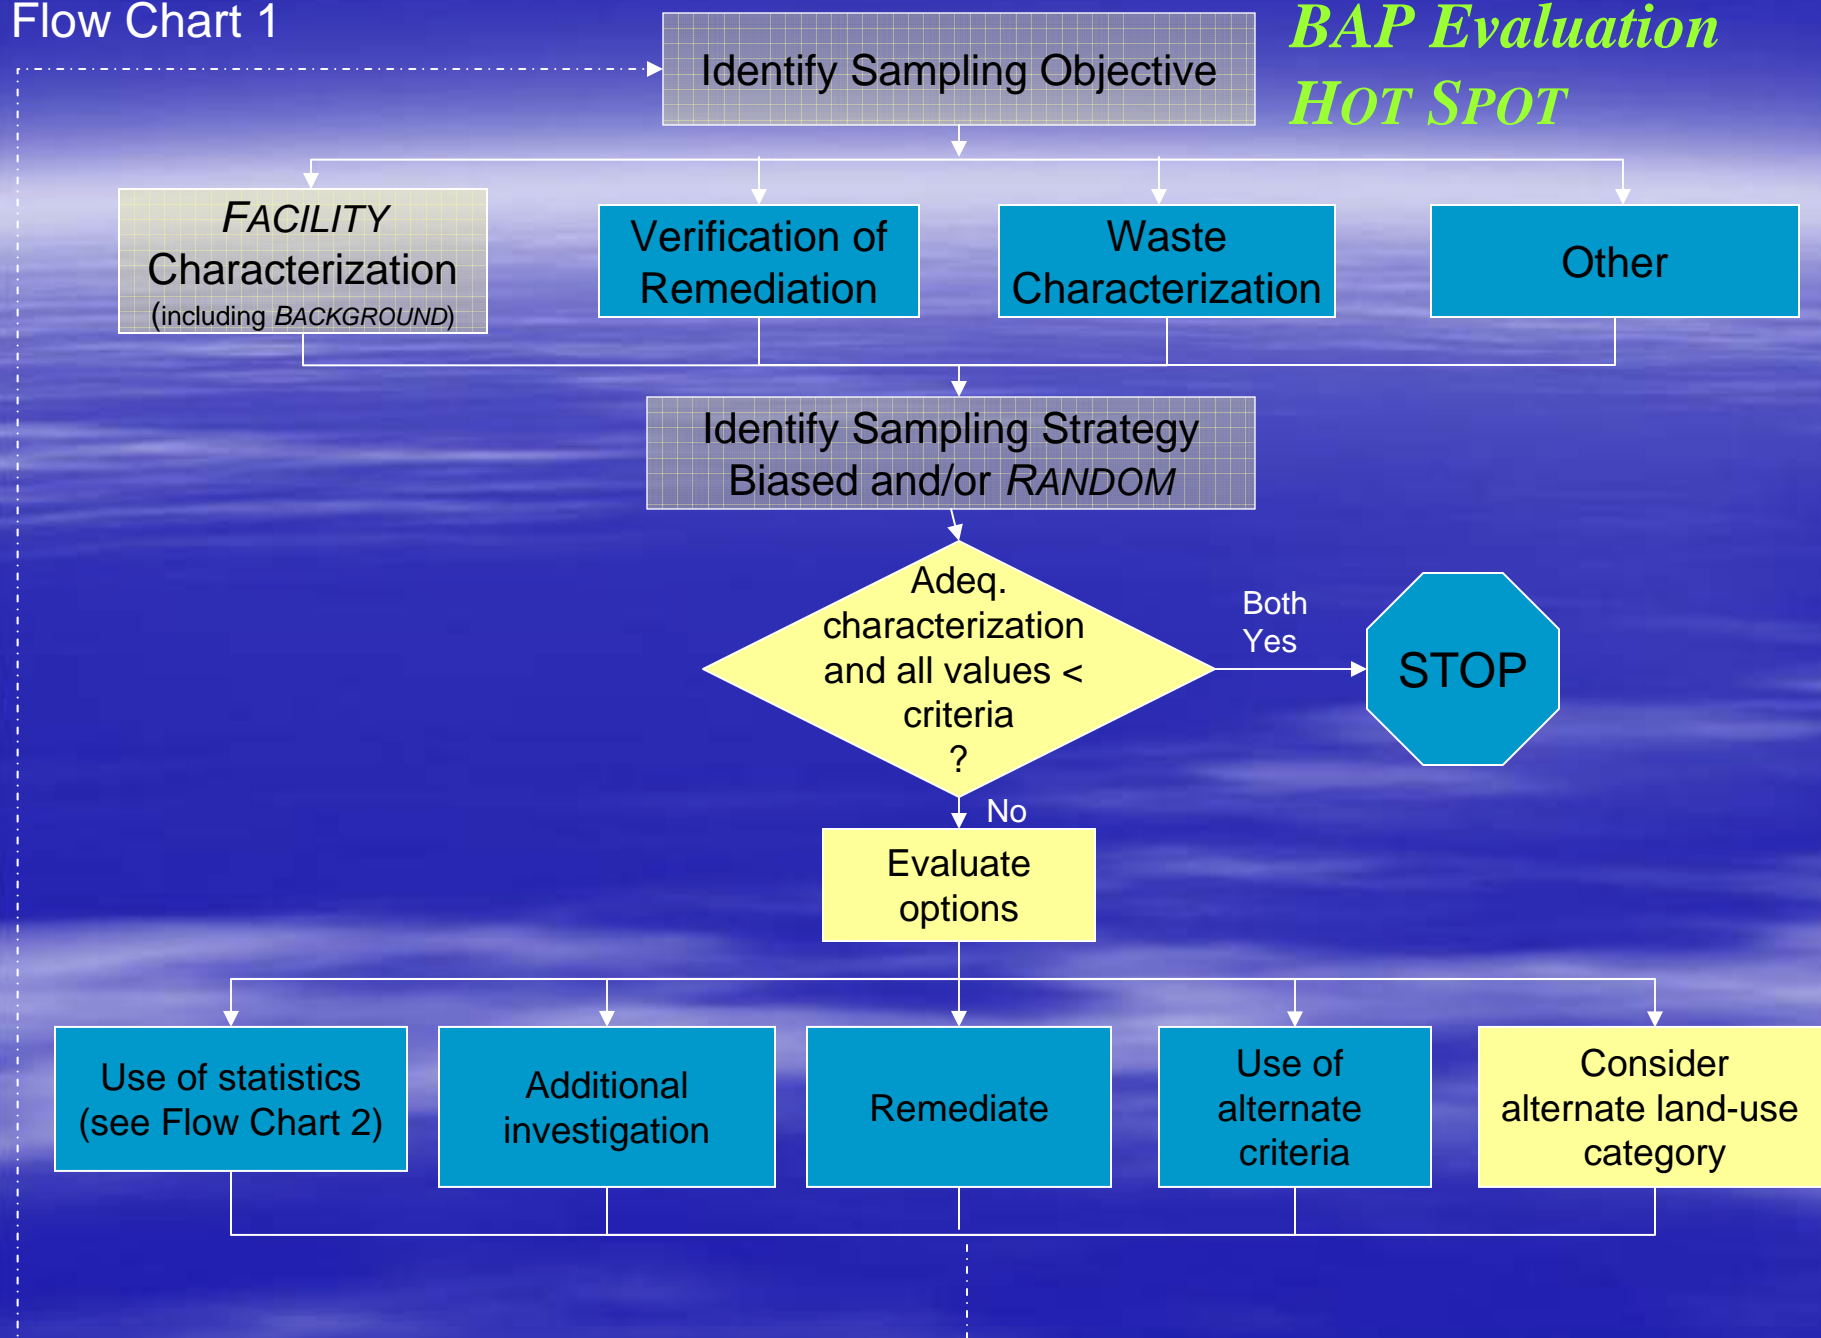 Flow Chart 1
BAP Evaluation
HOT SPOT
Identify Sampling Objective
FACILITY
Characterization
(including BACKGROUND)
Verification of
Remediation
Waste
Characterization
Other
Identify Sampling Strategy
Biased and/or RANDOM
Adeq.
characterization
and all values <
criteria
?
Both
Yes
STOP
No
Evaluate
options
Use of statistics
(see Flow Chart 2)
Additional
investigation
Remediate
Use of
alternate
criteria
Consider
alternate land-use
category